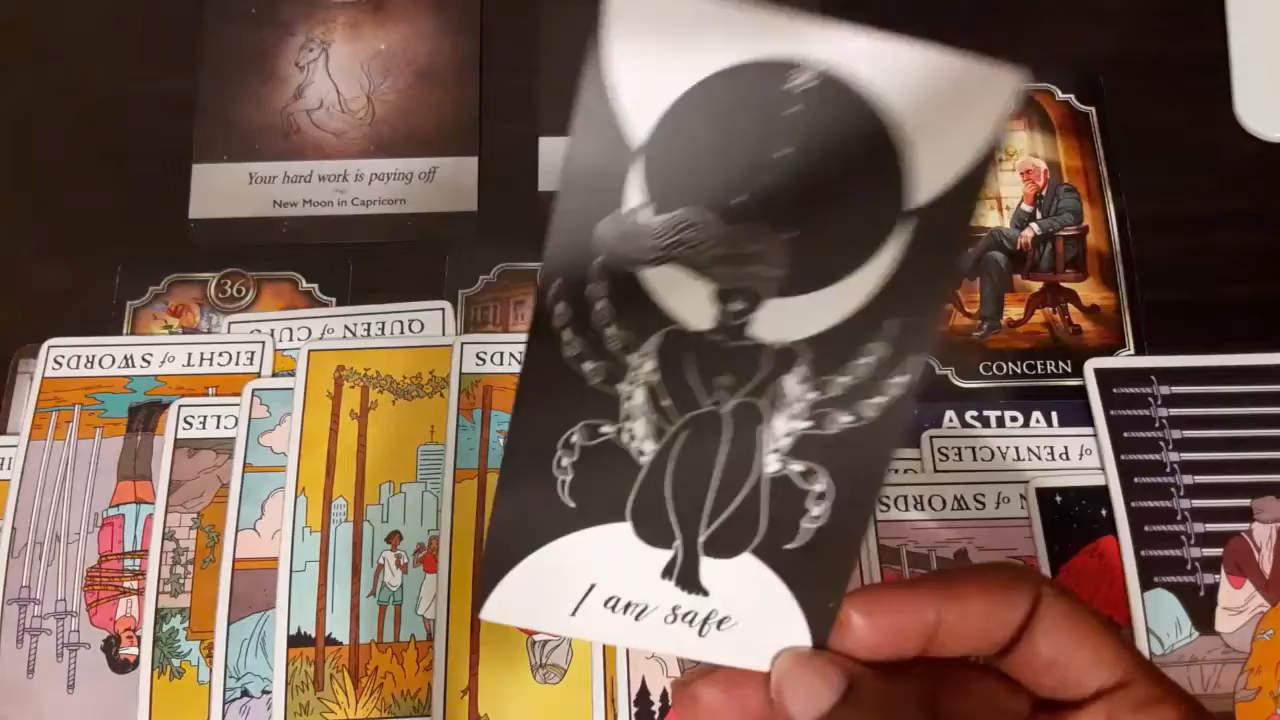 Your hard work is paying off
New Moon in Capricorn
36
CONCERN
QUEEN of CUPS
EIGHT of SWORDS
NDS
CLES
ASTRAL
of PENTACLES
of SWORDS
I am safe